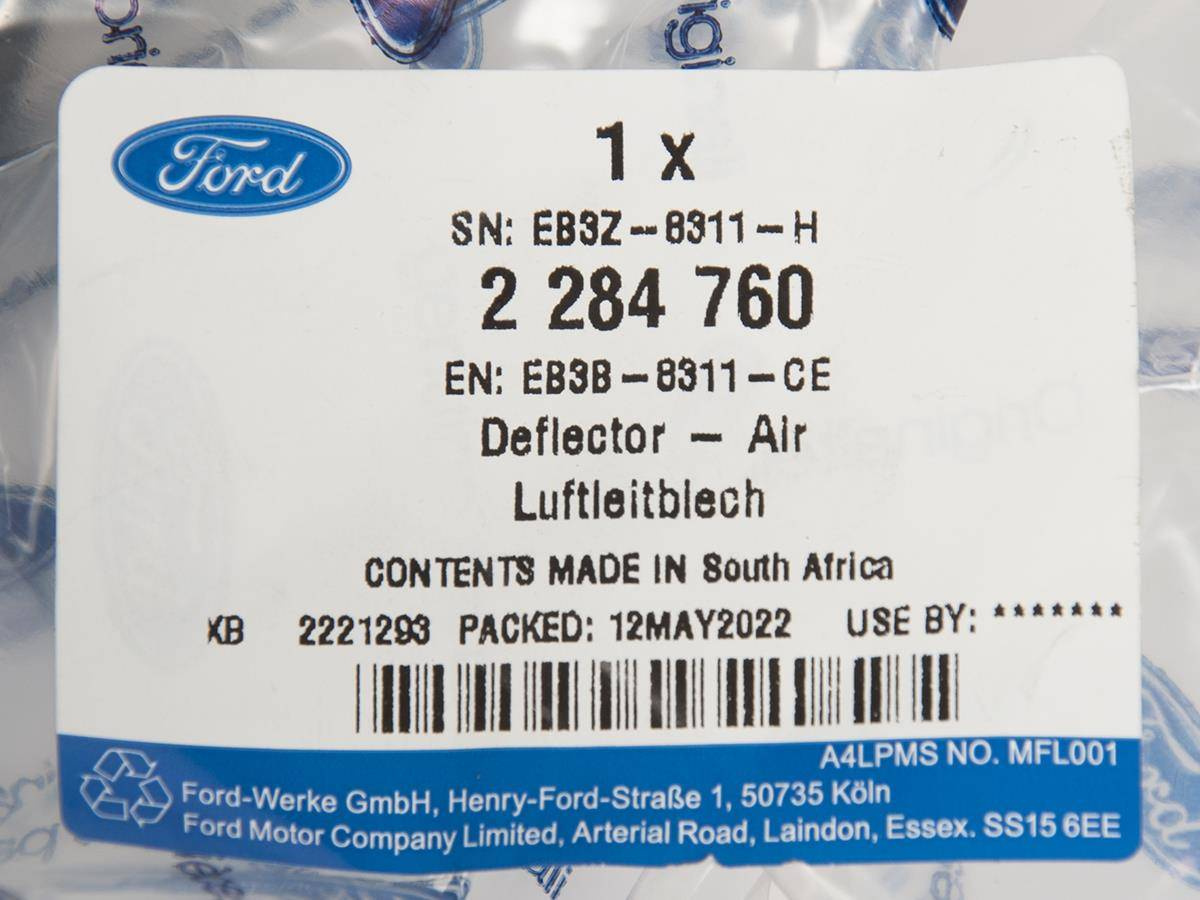 Ford
1 x
SN: EB3Z-8311-H
2 284 760
EN: EB3B-8311-CE
Deflector - Air
Luftleitblech
CONTENTS MADE IN South Africa
XB 2221293 PACKED: 12MAY2022 USE BY: *******
A4LPMS NO. MFL001
Ford-Werke GmbH, Henry-Ford-Straße 1, 50735 Köln
Ford Motor Company Limited, Arterial Road, Laindon, Essex. SS15 6EE